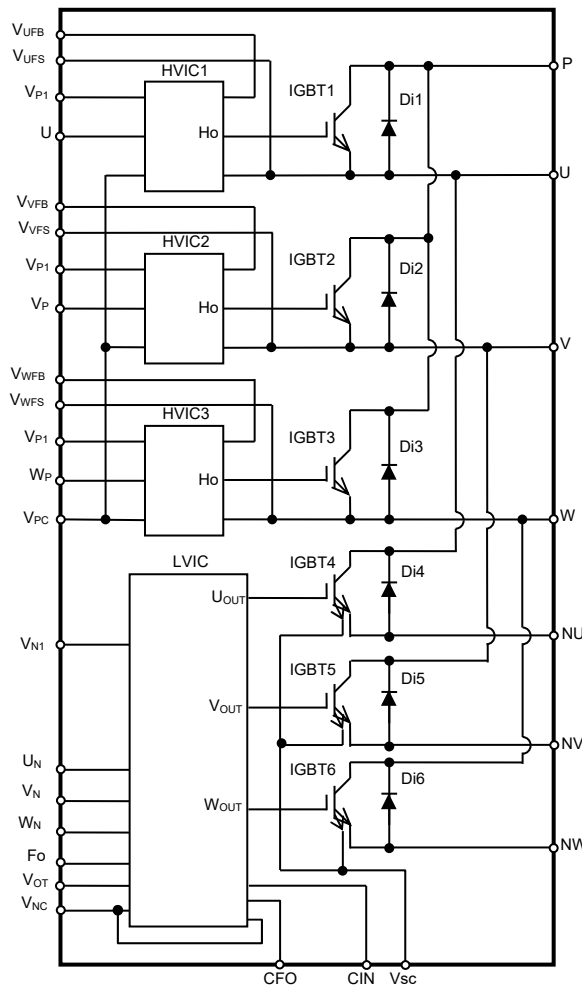 VUFB
VUFS
HVIC1
P
VP1
IGBT1
Di1
U
Ho
U
VVFB
VVFS
HVIC2
VP1
IGBT2
Di2
VP
Ho
V
VWFB
VWFS
HVIC3
VP1
IGBT3
Di3
WP
Ho
VPC
W
LVIC
IGBT4
Di4
UOUT
VN1
NU
IGBT5
Di5
VOUT
UN
NV
VN
IGBT6
Di6
WN
WOUT
Fo
NW
VOT
VNC
CFO
CIN
Vsc